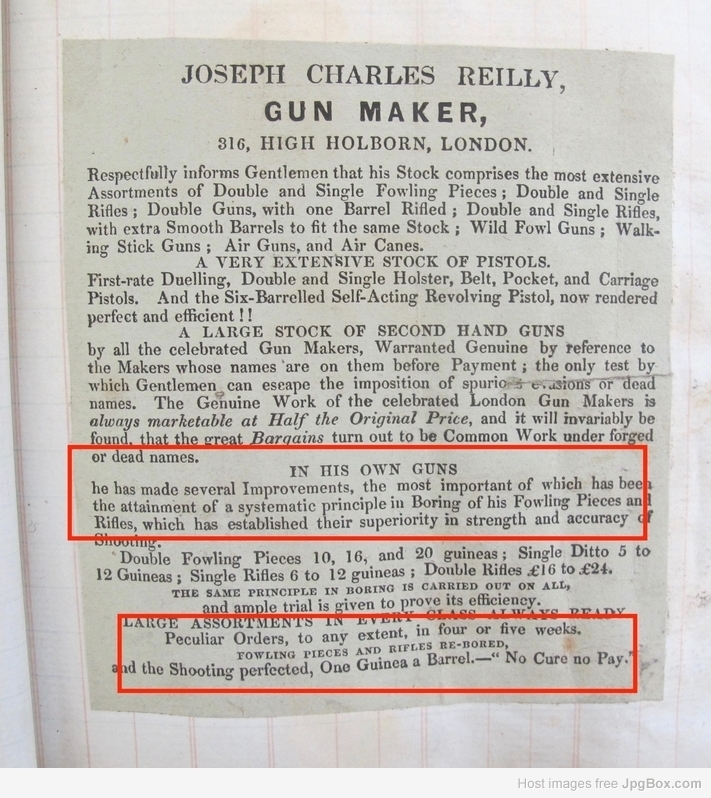 JOSEPH CHARLES REILLY,
GUN MAKER,
316, HIGH HOLBORN, LONDON.
Respectfully informs Gentlemen that his Stock comprises the most extensive
Assortments of Double and Single Fowling Pieces; Double and Single
Rifles; Double Guns, with one Barrel Rifled; Double and Single Rifles,
with extra Smooth Barrels to fit the same Stock; Wild Fowl Guns; Walk-
ing Stick Guns; Air Guns, and Air Canes.
A VERY EXTENSIVE STOCK OF PISTOLS.
First-rate Duelling, Double and Single Holster, Belt, Pocket, and Carriage
Pistols. And the Six-Barrelled Self-Acting Revolving Pistol, now rendered
perfect and efficient!!
A LARGE STOCK OF SECOND HAND GUNS
by all the celebrated Gun Makers, Warranted Genuine by reference to
the Makers whose names are on them before Payment; the only test by
which Gentlemen can escape the imposition of or dead
names. The Genuine Work of the celebrated London Gun Makers is
always marketable at Half the Original Price, and it will invariably be
found, that the great Bargains turn out to be Common Work under forged
or dead names.
IN HIS OWN GUNS
he has made several Improvements, the most important of which has been
the attainment of a systematic principle in Boring of his Fowling Pieces and
Rifles, which has established their superiority in strength and accuracy of
Shooting.
Double Fowling Pieces 10, 16, and 20 guineas; Single Ditto 5 to
12 Guineas; Single Rifles 6 to 12 guineas; Double Rifles £16 to £24.
THE SAME PRINCIPLE IN BORING IS CARRIED OUT ON ALL,
and ample trial is given to prove its efficiency.
LARGE ASSORTMENTS IN EVERY CLASS ALWAYS READY
Peculiar Orders, to any extent, in four or five weeks.
FOWLING PIECES AND RIFLES RE-BORED,
and the Shooting perfected, One Guinea a Barrel.—"No Cure no Pay."
Host images free JpgBox.com